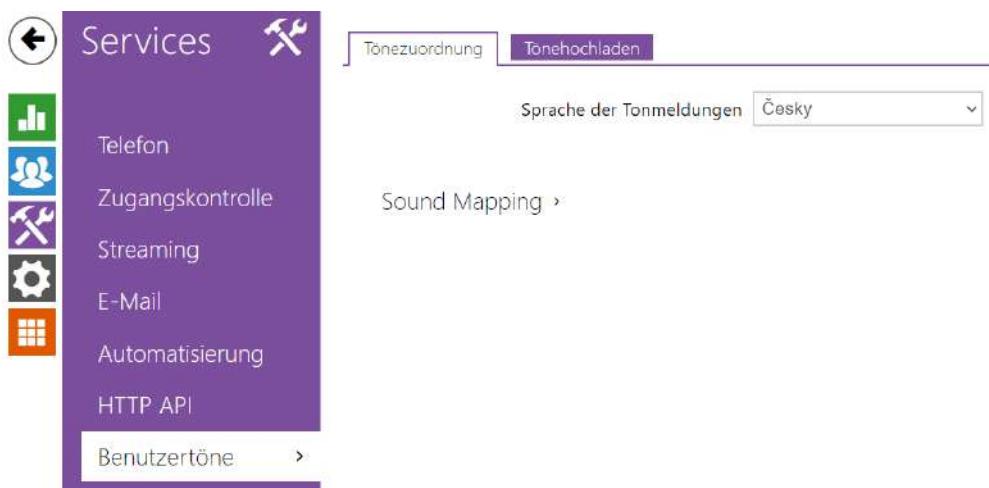 Services
Telefon
Zugangskontrolle
Streaming
E-Mail
Automatisierung
HTTP API
Benutzertöne
Tönezuordnung
Tönehochladen
Sprache der Tonmeldungen
Česky
Sound Mapping